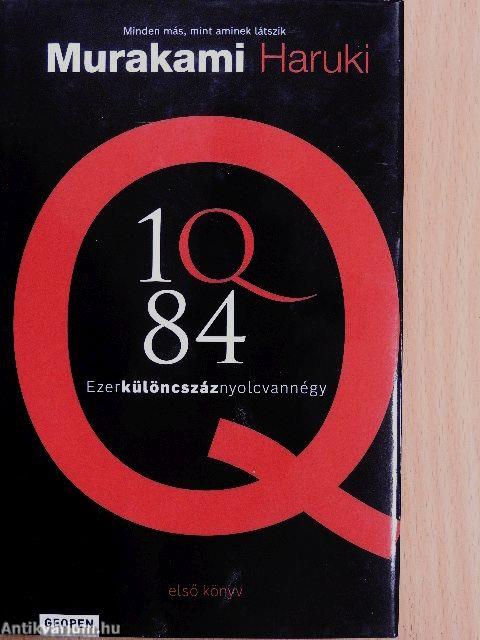 Minden más, mint aminek látszik
Murakami Haruki
Q
1Q
84
Ezerkülöncszáznyolcvannégy
első könyv
GEOPEN
Antikvarium.hu